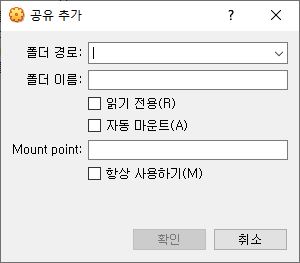 공유 추가
폴더 경로:
폴더 이름:
읽기 전용(R)
자동 마운트(A)
Mount point:
항상 사용하기(M)
확인 취소